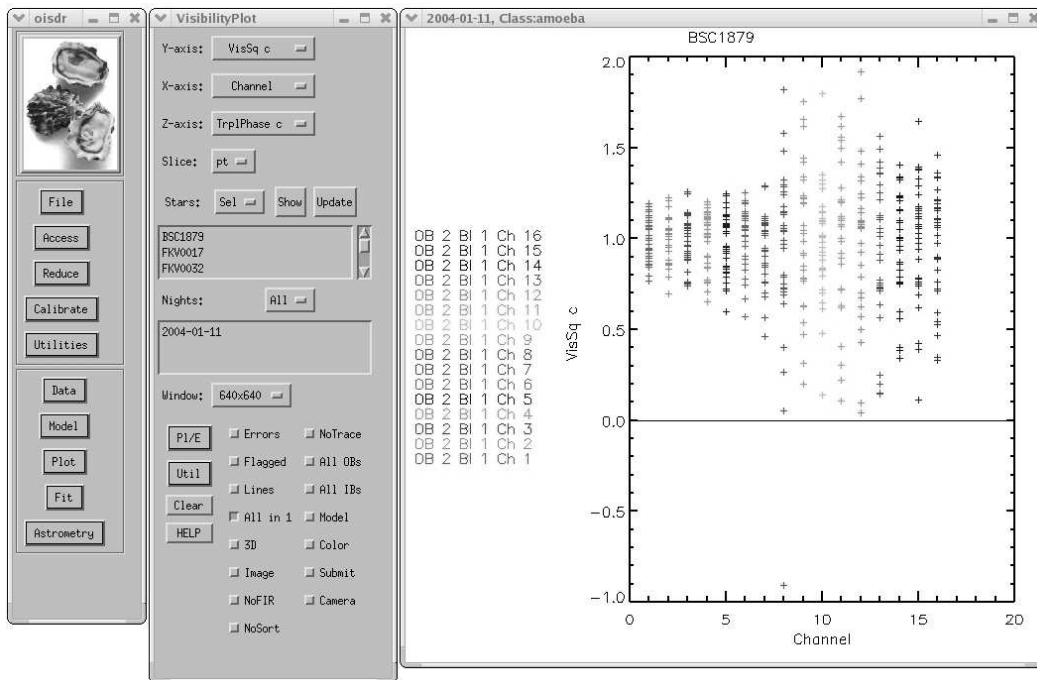 oisdr
File
Access
Reduce
Calibrate
Utilities
Data
Model
Plot
Fit
Astrometry
VisibilityPlot
Y-axis: VisSq c
X-axis: Channel
Z-axis: TrplPhase c
Slice: pt
Stars: Sel Show Update
BSC1879
FKV0017
FKV0032
Nights: All
2004-01-11
Window: 640x640
Pl/E
Util
Clear
HELP
Errors NoTrace
Flagged All OBs
Lines All IBs
All in 1 Model
3D Color
Image Submit
NoFIR Camera
NoSort
2004-01-11, Class:amoeba
BSC1879
OB 2 Bl 1 Ch 16
OB 2 Bl 1 Ch 15
OB 2 Bl 1 Ch 14
OB 2 Bl 1 Ch 13
OB 2 Bl 1 Ch 12
OB 2 Bl 1 Ch 11
OB 2 Bl 1 Ch 10
OB 2 Bl 1 Ch 9
OB 2 Bl 1 Ch 8
OB 2 Bl 1 Ch 7
OB 2 Bl 1 Ch 6
OB 2 Bl 1 Ch 5
OB 2 Bl 1 Ch 4
OB 2 Bl 1 Ch 3
OB 2 Bl 1 Ch 2
OB 2 Bl 1 Ch 1
VisSq c
2.0
1.5
1.0
0.5
0.0
-0.5
-1.0
0 5 10 15 20
Channel